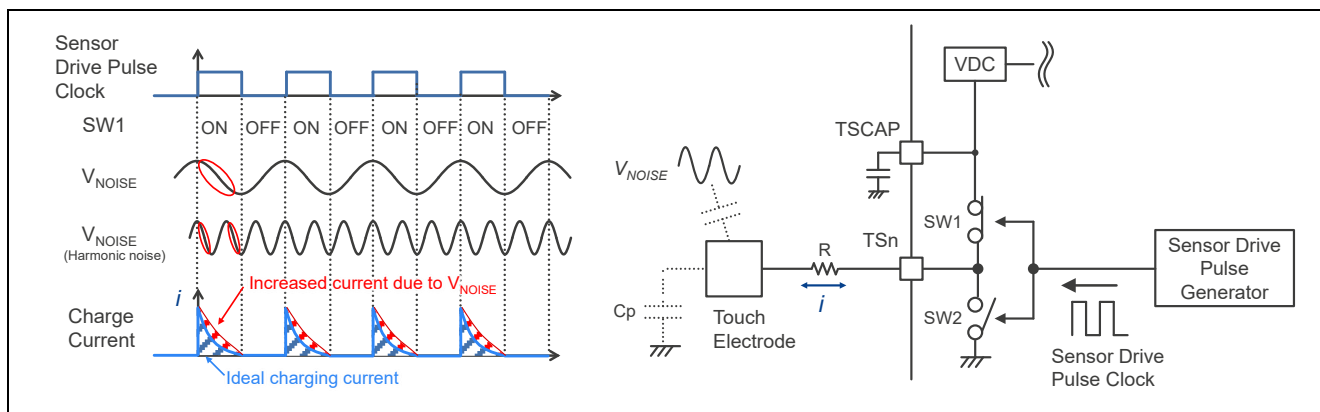 Sensor
Drive Pulse
Clock
SW1
ON OFF ON OFF ON OFF ON OFF
V_NOISE
V_NOISE
(Harmonic noise)
Increased current due to V_NOISE
i
Charge
Current
Ideal charging current
VDC
TSCAP
V_NOISE
SW1
TSn
R
i
Cp
Touch
Electrode
SW2
Sensor Drive
Pulse
Generator
Sensor Drive
Pulse Clock